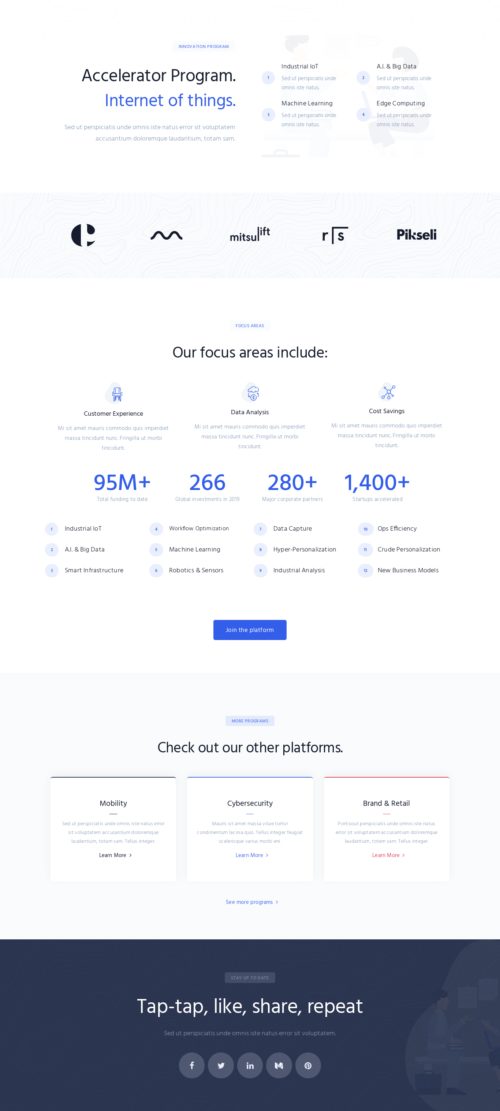 INNOVATION PROGRAM
Accelerator Program.
Internet of things.
Sed ut perspiciatis unde omnis iste natus error sit voluptatem
accusantium doloremque laudantium, totam sam.
1
Industrial IoT
Sed ut perspiciatis unde
omnis iste natus.
2
A.I. & Big Data
Sed ut perspiciatis unde
omnis iste natus.
3
Machine Learning
Sed ut perspiciatis unde
omnis iste natus.
4
Edge Computing
Sed ut perspiciatis unde
omnis iste natus.
mitsulift
rs
Pikseli
FOCUS AREAS
Our focus areas include:
Customer Experience
Mi sit amet mauris commodo quis imperdiet
massa tincidunt nunc. Fringilla ut morbi
tincidunt.
Data Analysis
Mi sit amet mauris commodo quis imperdiet
massa tincidunt nunc. Fringilla ut morbi
tincidunt.
Cost Savings
Mi sit amet mauris commodo quis imperdiet
massa tincidunt nunc. Fringilla ut morbi
tincidunt.
95M+
Total funding to date
266
Global investments in 2019
280+
Major corporate partners
1,400+
Startups accelerated
1 Industrial IoT
2 A.I. & Big Data
3 Smart Infrastructure
4 Workflow Optimization
5 Machine Learning
6 Robotics & Sensors
7 Data Capture
8 Hyper-Personalization
9 Industrial Analysis
10 Ops Efficiency
11 Crude Personalization
12 New Business Models
Join the platform
MORE PROGRAMS
Check out our other platforms.
Mobility
Sed ut perspiciatis unde omnis iste natus error
sit voluptatem accusantium doloremque
laudantium, totam sam. Tellus integer.
Learn More
Cybersecurity
Mauris sit amet massa vitae tortor
condimentum lacinia quis. Tellus integer feugiat
scelerisque varius morbi eni
Learn More
Brand & Retail
perspiciatis unde omnis iste natus
error sit voluptatem accusantium doloremque
laudantium, totam sam. Tellus integer.
Learn More
See more programs
STAY UP TO DATE
Tap-tap, like, share, repeat
Sed ut perspiciatis unde omnis iste natus error sit voluptatem.